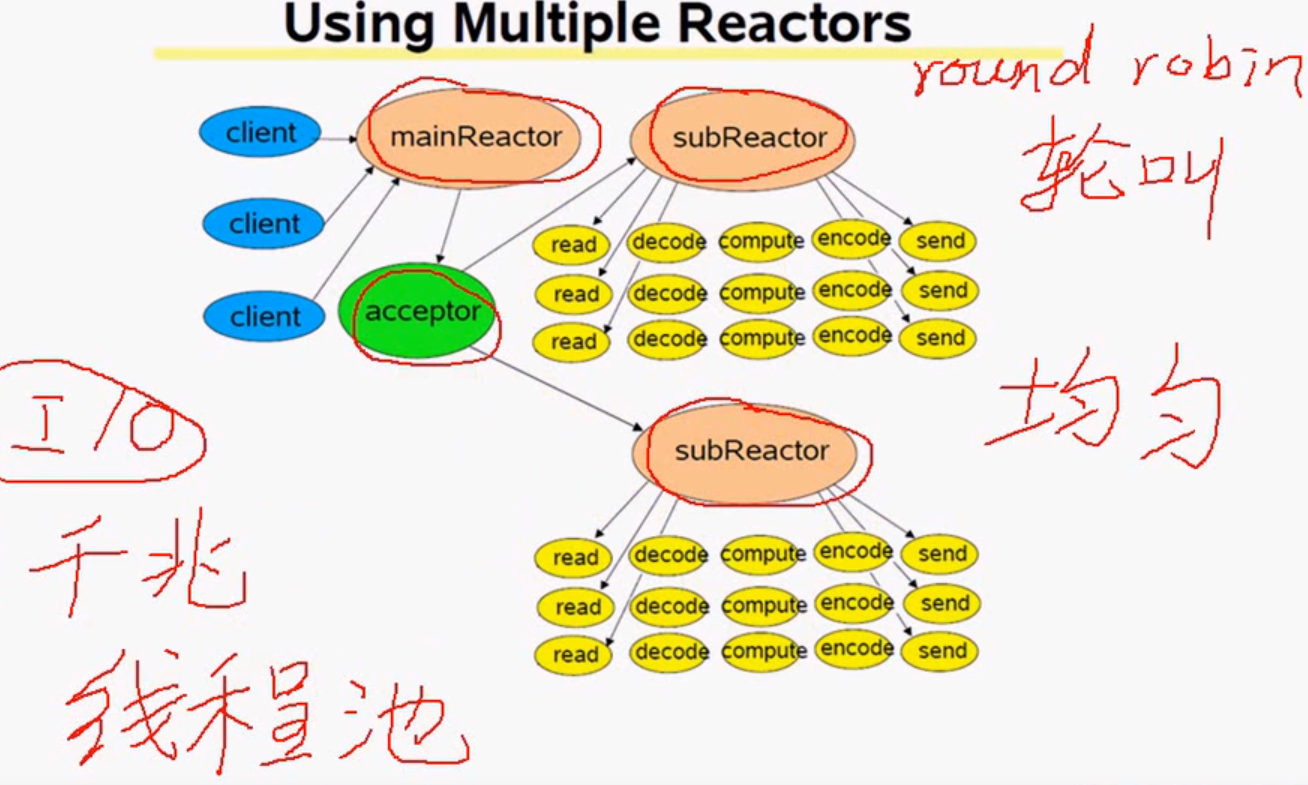 Using Multiple Reactors
round robin
轮叫
client
mainReactor
subReactor
client
acceptor
client
read decode compute encode send
read decode compute encode send
read decode compute encode send
均匀
I/O
千兆
线程池
subReactor
read decode compute encode send
read decode compute encode send
read decode compute encode send